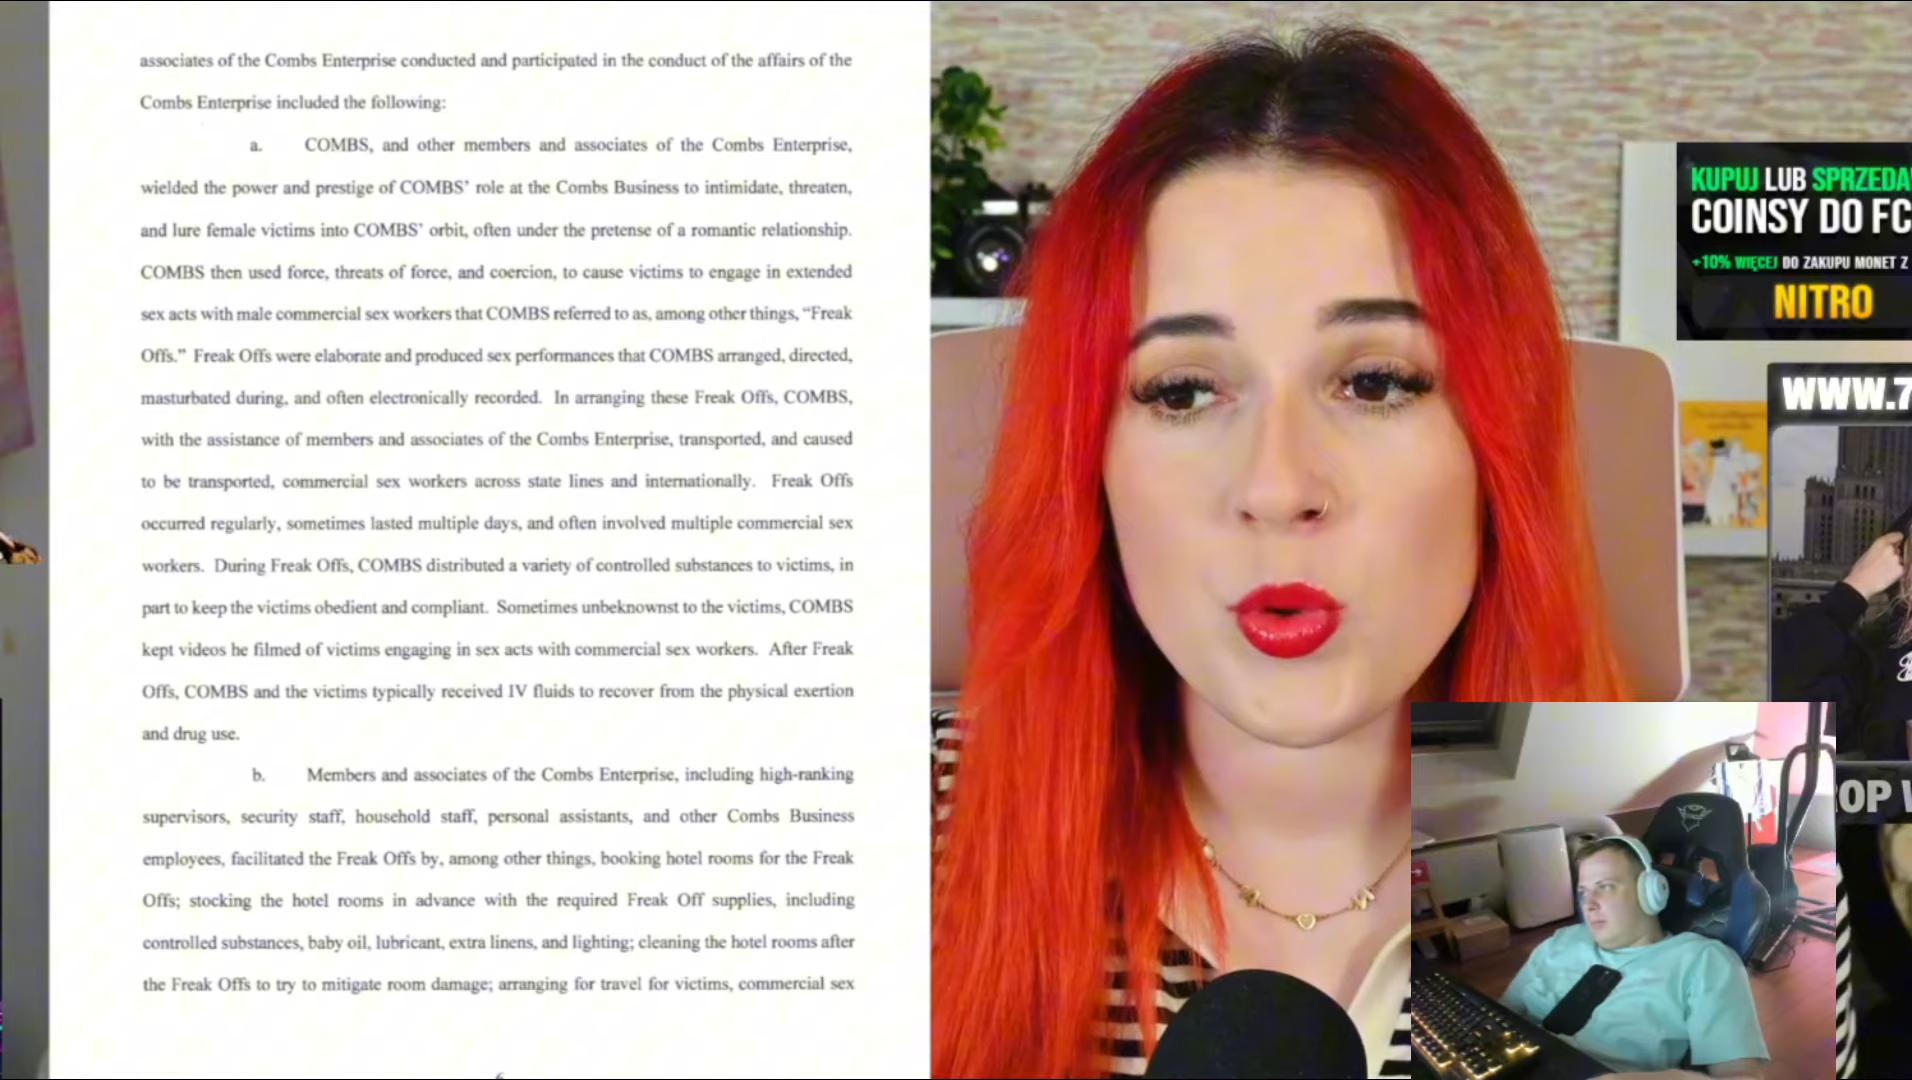 associates of the Combs Enterprise conducted and participated in the conduct of the affairs of the
Combs Enterprise included the following:
a. COMBS, and other members and associates of the Combs Enterprise,
wielded the power and prestige of COMBS' role at the Combs Business to intimidate, threaten,
and lure female victims into COMBS' orbit, often under the pretense of a romantic relationship.
COMBS then used force, threats of force, and coercion, to cause victims to engage in extended
sex acts with male commercial sex workers that COMBS referred to as, among other things, “Freak
Offs.” Freak Offs were elaborate and produced sex performances that COMBS arranged, directed,
masturbated during, and often electronically recorded. In arranging these Freak Offs, COMBS,
with the assistance of members and associates of the Combs Enterprise, transported, and caused
to be transported, commercial sex workers across state lines and internationally. Freak Offs
occurred regularly, sometimes lasted multiple days, and often involved multiple commercial sex
workers. During Freak Offs, COMBS distributed a variety of controlled substances to victims, in
part to keep the victims obedient and compliant. Sometimes unbeknownst to the victims, COMBS
kept videos he filmed of victims engaging in sex acts with commercial sex workers. After Freak
Offs, COMBS and the victims typically received IV fluids to recover from the physical exertion
and drug use.
b. Members and associates of the Combs Enterprise, including high-ranking
supervisors, security staff, household staff, personal assistants, and other Combs Business
employees, facilitated the Freak Offs by, among other things, booking hotel rooms for the Freak
Offs; stocking the hotel rooms in advance with the required Freak Off supplies, including
controlled substances, baby oil, lubricant, extra linens, and lighting; cleaning the hotel rooms after
the Freak Offs to try to mitigate room damage; arranging for travel for victims, commercial sex
KUPUJ LUB SPRZEDA
COINSY DO FC
+10% WIĘCEJ DO ZAKUPU MONET Z
NITRO
WWW.7
OP W